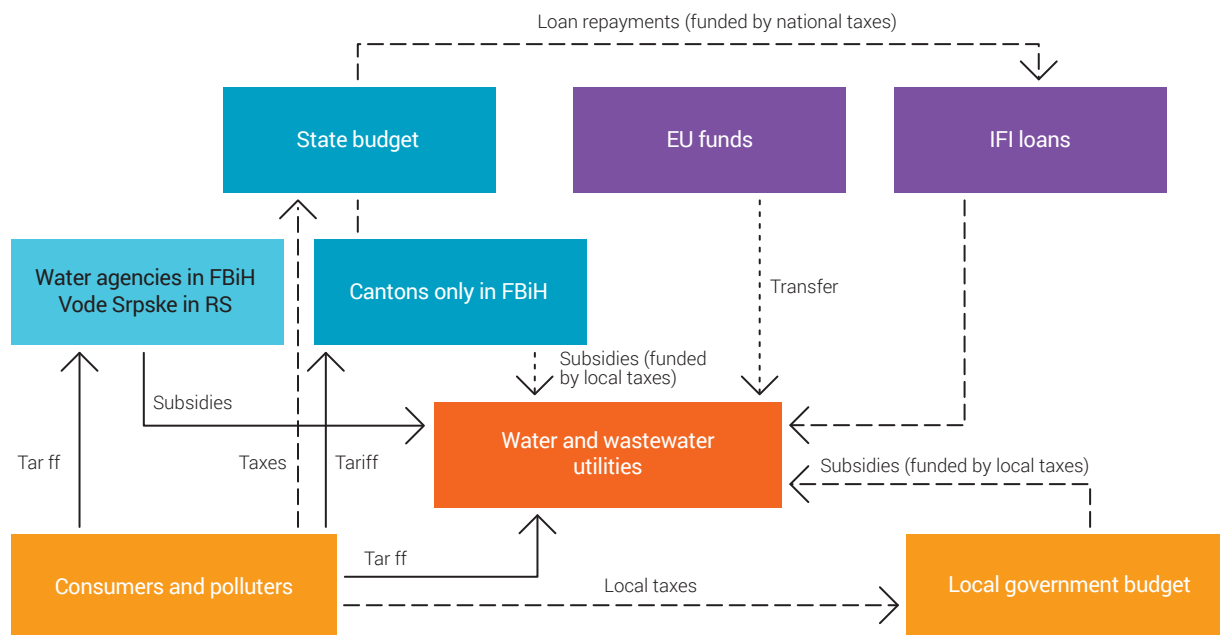 Loan repayments (funded by national taxes)
State budget
EU funds
IFI loans
Water agencies in FBiH
Vode Srpske in RS
Cantons only in FBiH
Transfer
Subsidies (funded
by local taxes)
Subsidies
Water and wastewater
utilities
Tar ff
Taxes
Tariff
Subsidies (funded by local taxes)
Tar ff
Consumers and polluters
Local taxes
Local government budget